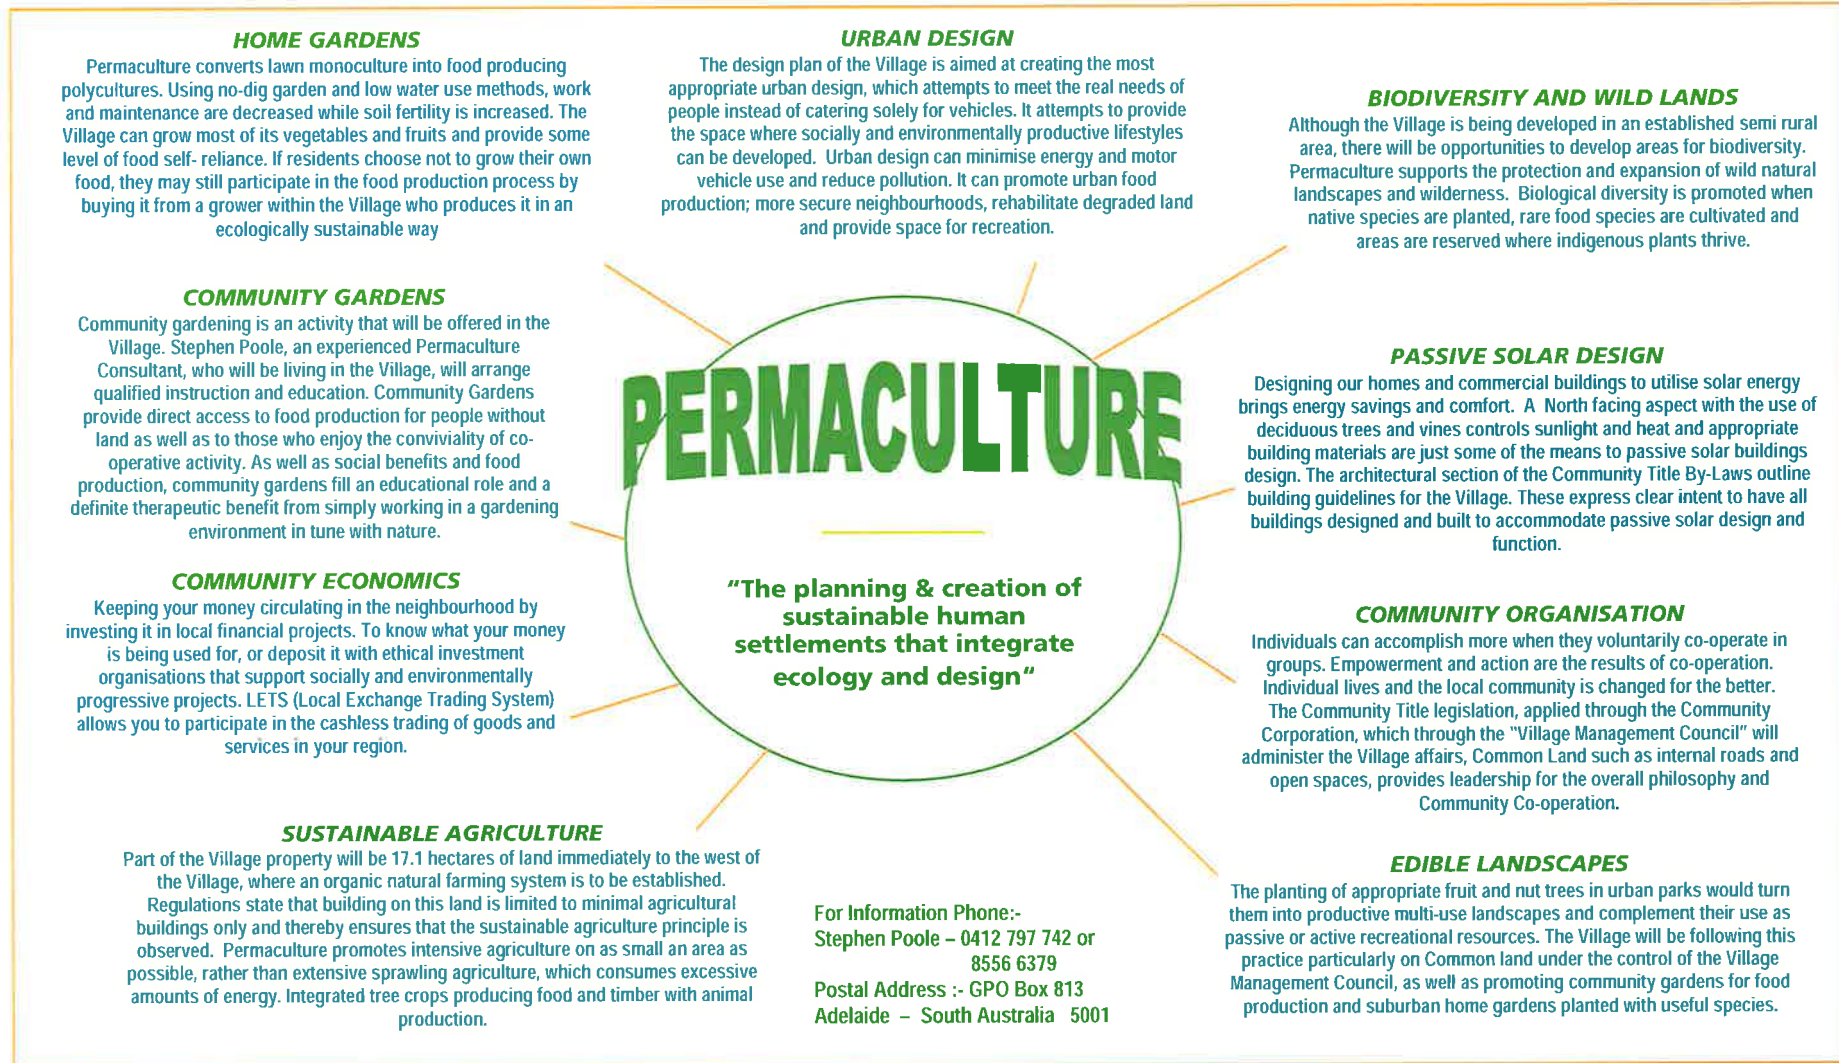 HOME GARDENS
Permaculture converts lawn monoculture into food producing
polycultures. Using no-dig garden and low water use methods, work
and maintenance are decreased while soil fertility is increased. The
Village can grow most of its vegetables and fruits and provide some
level of food self- reliance. If residents choose not to grow their own
food, they may still participate in the food production process by
buying it from a grower within the Village who produces it in an
ecologically sustainable way
COMMUNITY GARDENS
Community gardening is an activity that will be offered in the
Village. Stephen Poole, an experienced Permaculture
Consultant, who will be living in the Village, will arrange
qualified instruction and education. Community Gardens
provide direct access to food production for people without
land as well as to those who enjoy the conviviality of co-
operative activity. As well as social benefits and food
production, community gardens fill an educational role and a
definite therapeutic benefit from simply working in a gardening
environment in tune with nature.
COMMUNITY ECONOMICS
Keeping your money circulating in the neighbourhood by
investing it in local financial projects. To know what your money
is being used for, or deposit it with ethical investment
organisations that support socially and environmentally
progressive projects. LETS (Local Exchange Trading System)
allows you to participate in the cashless trading of goods and
services in your region.
SUSTAINABLE AGRICULTURE
Part of the Village property will be 17.1 hectares of land immediately to the west of
the Village, where an organic natural farming system is to be established.
Regulations state that building on this land is limited to minimal agricultural
buildings only and thereby ensures that the sustainable agriculture principle is
observed. Permaculture promotes intensive agriculture on as small an area as
possible, rather than extensive sprawling agriculture, which consumes excessive
amounts of energy. Integrated tree crops producing food and timber with animal
production.
URBAN DESIGN
The design plan of the Village is aimed at creating the most
appropriate urban design, which attempts to meet the real needs of
people instead of catering solely for vehicles. It attempts to provide
the space where socially and environmentally productive lifestyles
can be developed. Urban design can minimise energy and motor
vehicle use and reduce pollution. It can promote urban food
production; more secure neighbourhoods, rehabilitate degraded land
and provide space for recreation.
PERMACULTURE
"The planning & creation of
sustainable human
settlements that integrate
ecology and design"
For Information Phone:-
Stephen Poole – 0412 797 742 or
8556 6379
Postal Address :- GPO Box 813
Adelaide – South Australia 5001
BIODIVERSITY AND WILD LANDS
Although the Village is being developed in an established semi rural
area, there will be opportunities to develop areas for biodiversity.
Permaculture supports the protection and expansion of wild natural
landscapes and wilderness. Biological diversity is promoted when
native species are planted, rare food species are cultivated and
areas are reserved where indigenous plants thrive.
PASSIVE SOLAR DESIGN
Designing our homes and commercial buildings to utilise solar energy
brings energy savings and comfort. A North facing aspect with the use of
deciduous trees and vines controls sunlight and heat and appropriate
building materials are just some of the means to passive solar buildings
design. The architectural section of the Community Title By-Laws outline
building guidelines for the Village. These express clear intent to have all
buildings designed and built to accommodate passive solar design and
function.
COMMUNITY ORGANISATION
Individuals can accomplish more when they voluntarily co-operate in
groups. Empowerment and action are the results of co-operation.
Individual lives and the local community is changed for the better.
The Community Title legislation, applied through the Community
Corporation, which through the "Village Management Council" will
administer the Village affairs, Common Land such as internal roads and
open spaces, provides leadership for the overall philosophy and
Community Co-operation.
EDIBLE LANDSCAPES
The planting of appropriate fruit and nut trees in urban parks would turn
them into productive multi-use landscapes and complement their use as
passive or active recreational resources. The Village will be following this
practice particularly on Common land under the control of the Village
Management Council, as well as promoting community gardens for food
production and suburban home gardens planted with useful species.